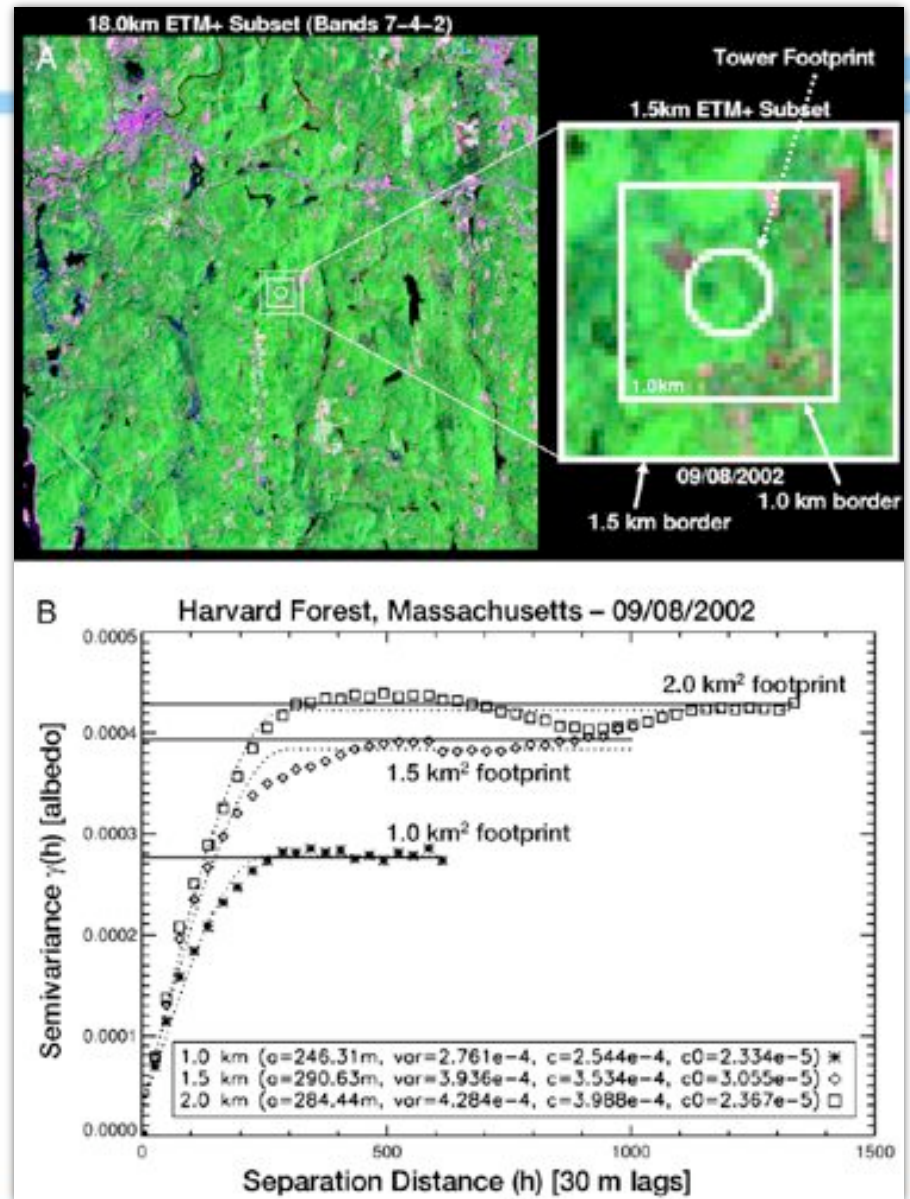 18.0km ETM+ Subset (Bands 7-4-2)
A
Tower Footprint
1.5km ETM+ Subset
1.0km
09/08/2002
1.0 km border
1.5 km border
B
Harvard Forest, Massachusetts – 09/08/2002
Semivariance γ(h) [albedo]
0.0005
0.0004
0.0003
0.0002
0.0001
0.0000
2.0 km² footprint
1.5 km² footprint
1.0 km² footprint
1.0 km (a=246.31m, var=2.761e-4, c=2.544e-4, c0=2.334e-5)
1.5 km (a=290.63m, var=3.936e-4, c=3.534e-4, c0=3.055e-5)
2.0 km (a=284.44m, var=4.284e-4, c=3.988e-4, c0=2.367e-5)
0 500 1000 1500
Separation Distance (h) [30 m lags]